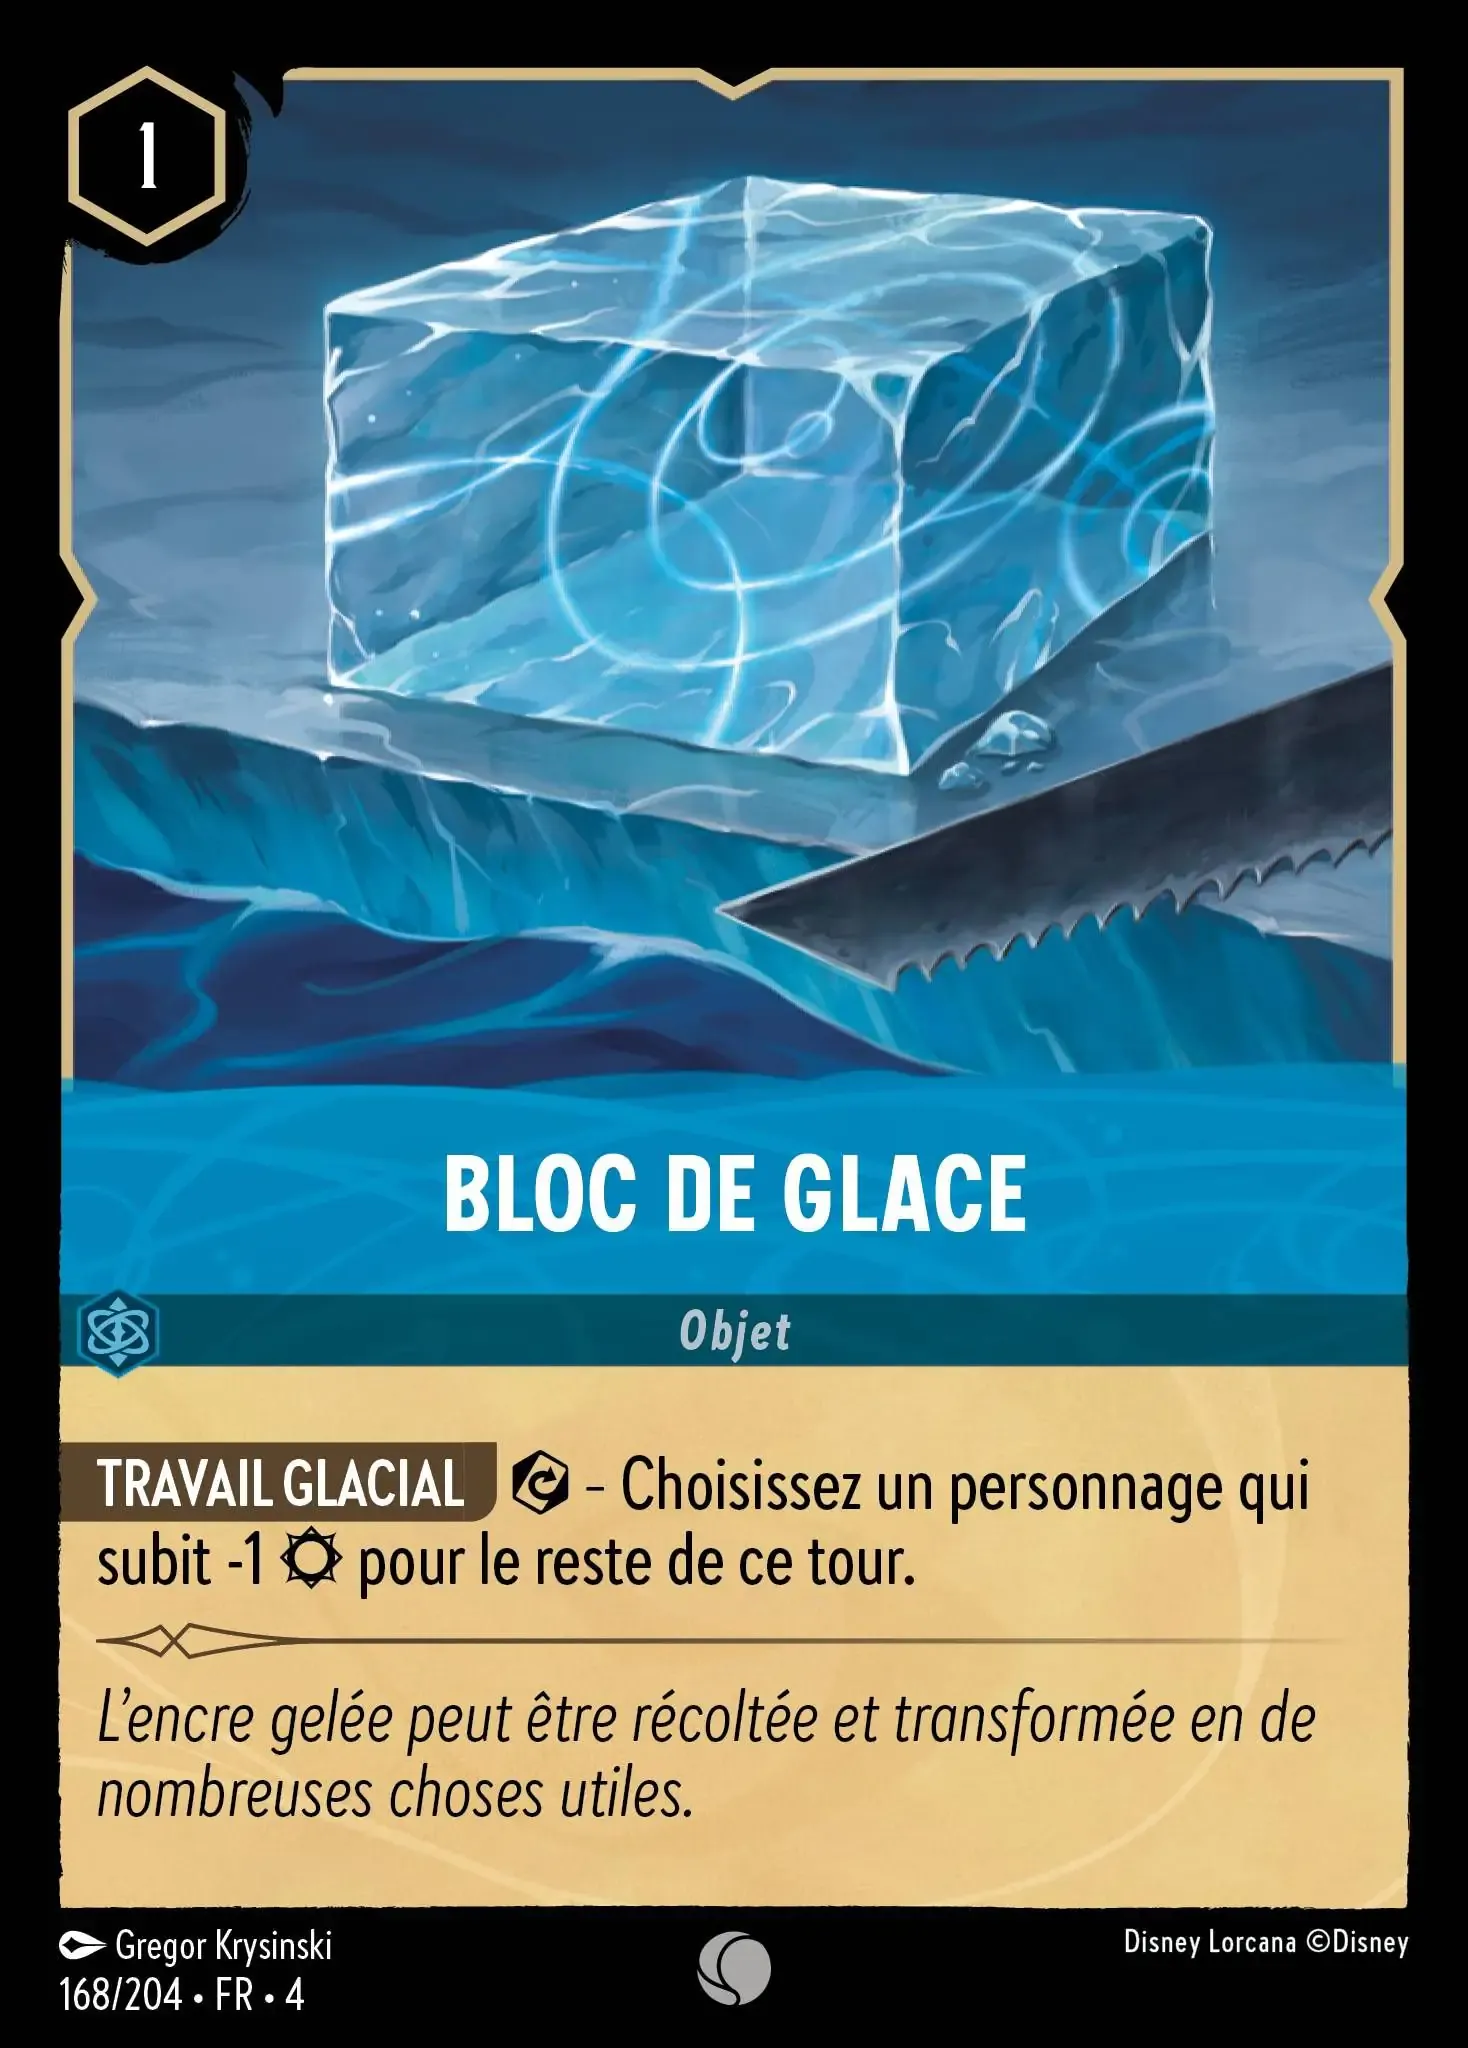 1
BLOC DE GLACE
Objet
TRAVAIL GLACIAL – Choisissez un personnage qui
subit -1 pour le reste de ce tour.
L’encre gelée peut être récoltée et transformée en de
nombreuses choses utiles.
Gregor Krysinski
168/204 • FR • 4
Disney Lorcana ©Disney